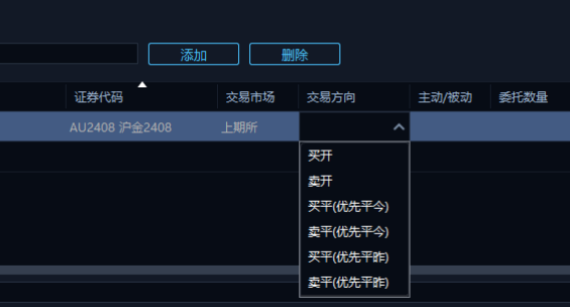 添加 删除
证券代码 交易市场 交易方向 主动/被动 委托数量
AU2408 沪金2408 上期所
买开
卖开
买平(优先平今)
卖平(优先平今)
买平(优先平昨)
卖平(优先平昨)